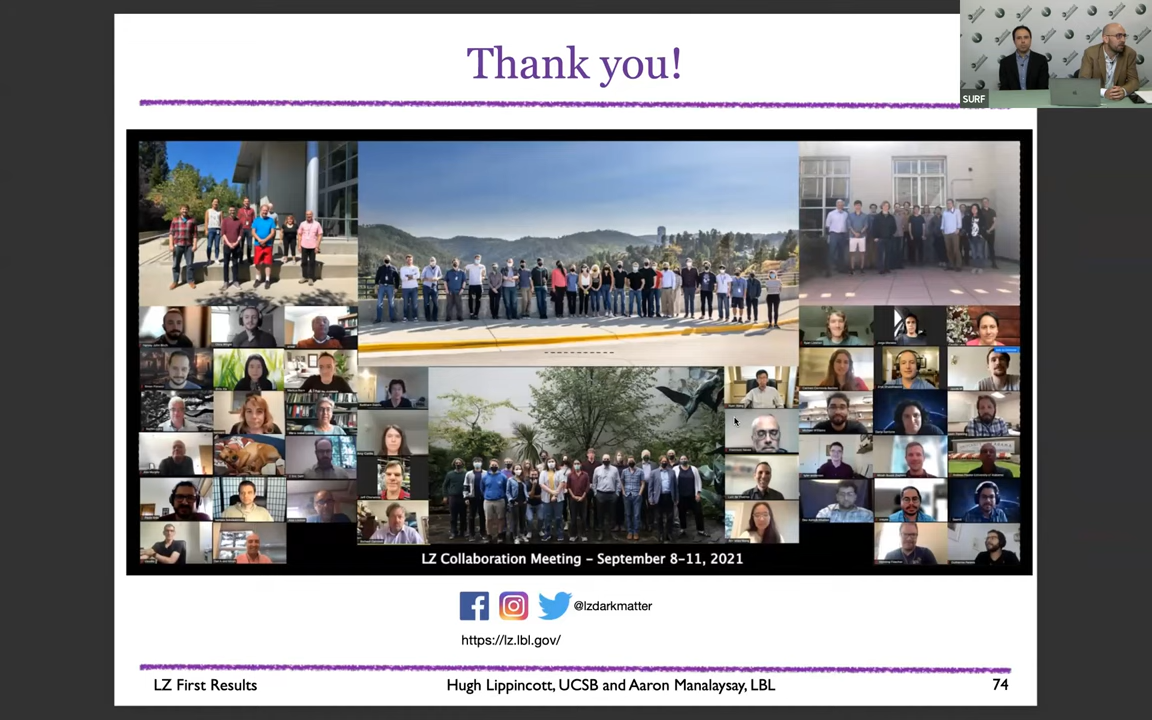 Thank you!
SURF
LZ Collaboration Meeting – September 8-11, 2021
@lzdarkmatter
https://lz.lbl.gov/
LZ First Results
Hugh Lippincott, UCSB and Aaron Manalaysay, LBL
74